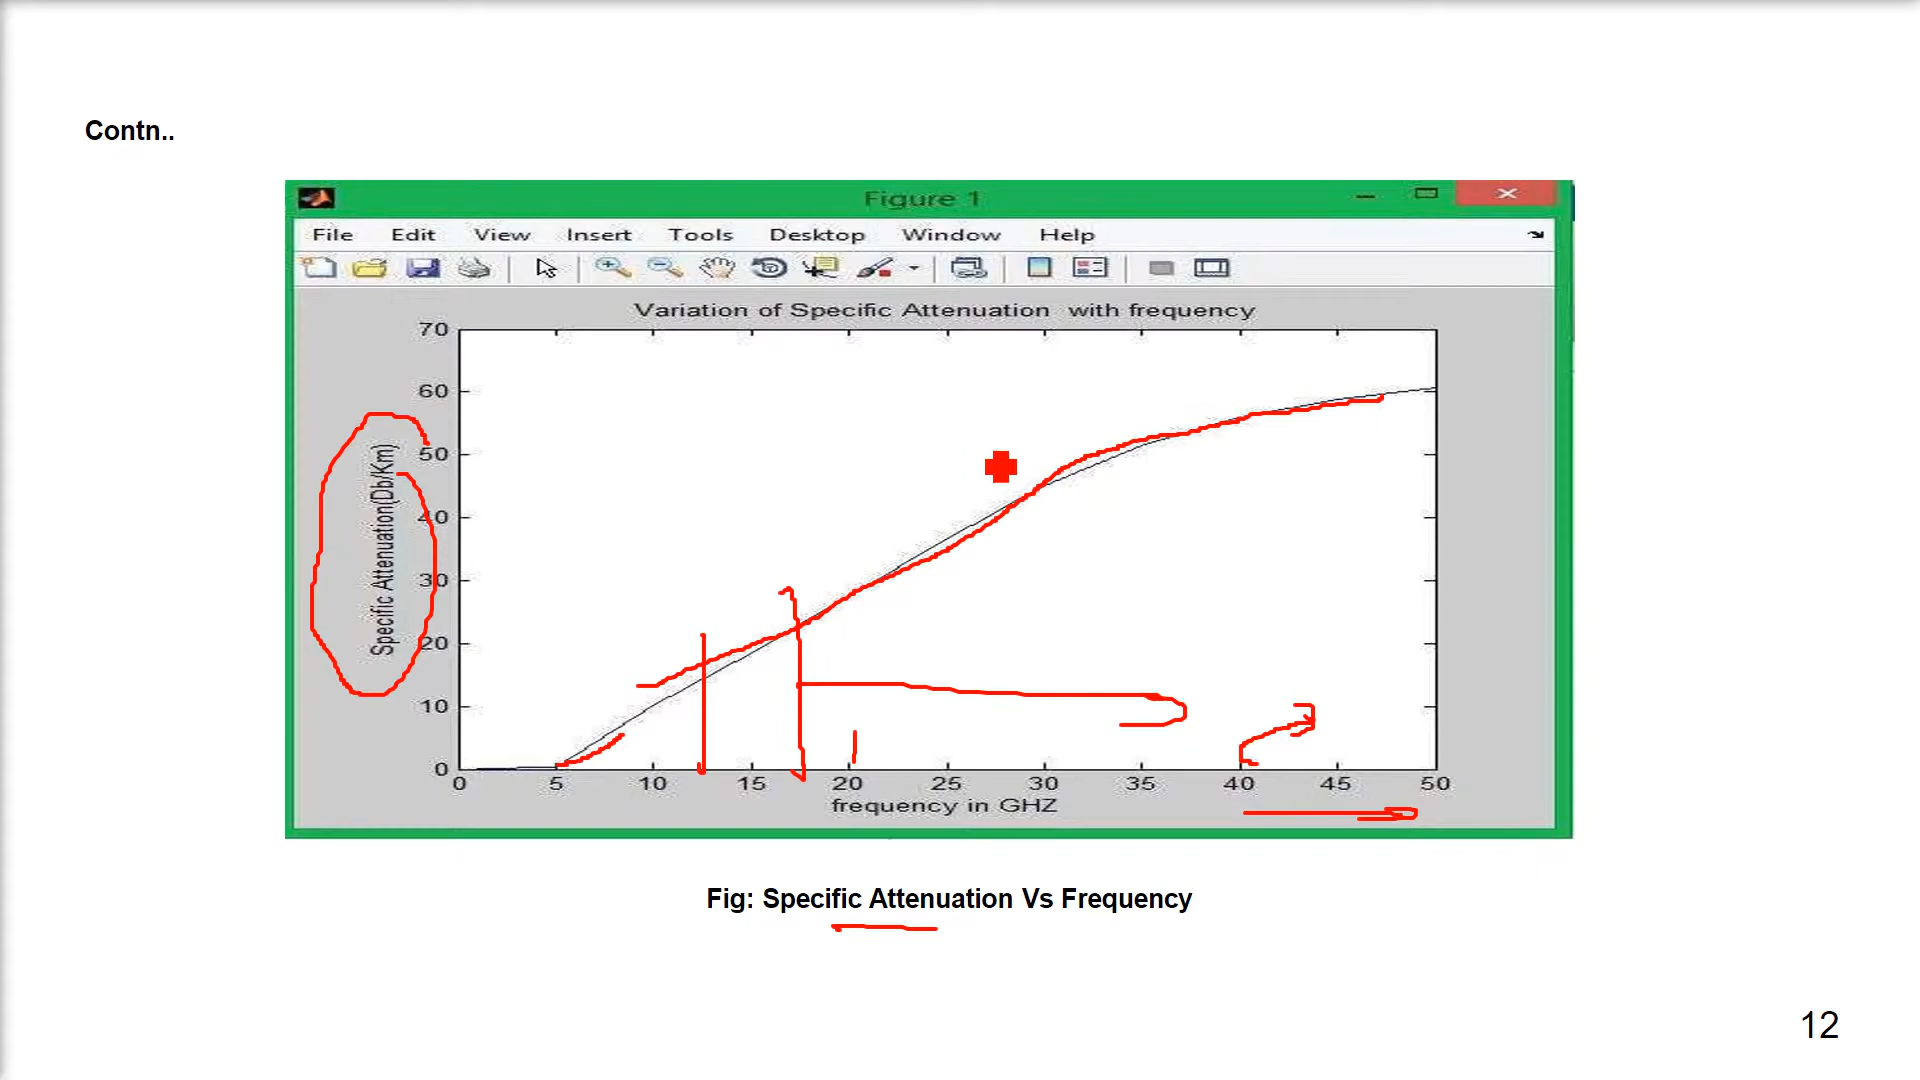 Contn..
Figure 1
File Edit View Insert Tools Desktop Window Help
Variation of Specific Attenuation with frequency
70
60
50
40
30
20
10
0
Specific Attenuation(Db/Km)
0 5 10 15 20 25 30 35 40 45 50
frequency in GHZ
Fig: Specific Attenuation Vs Frequency
12